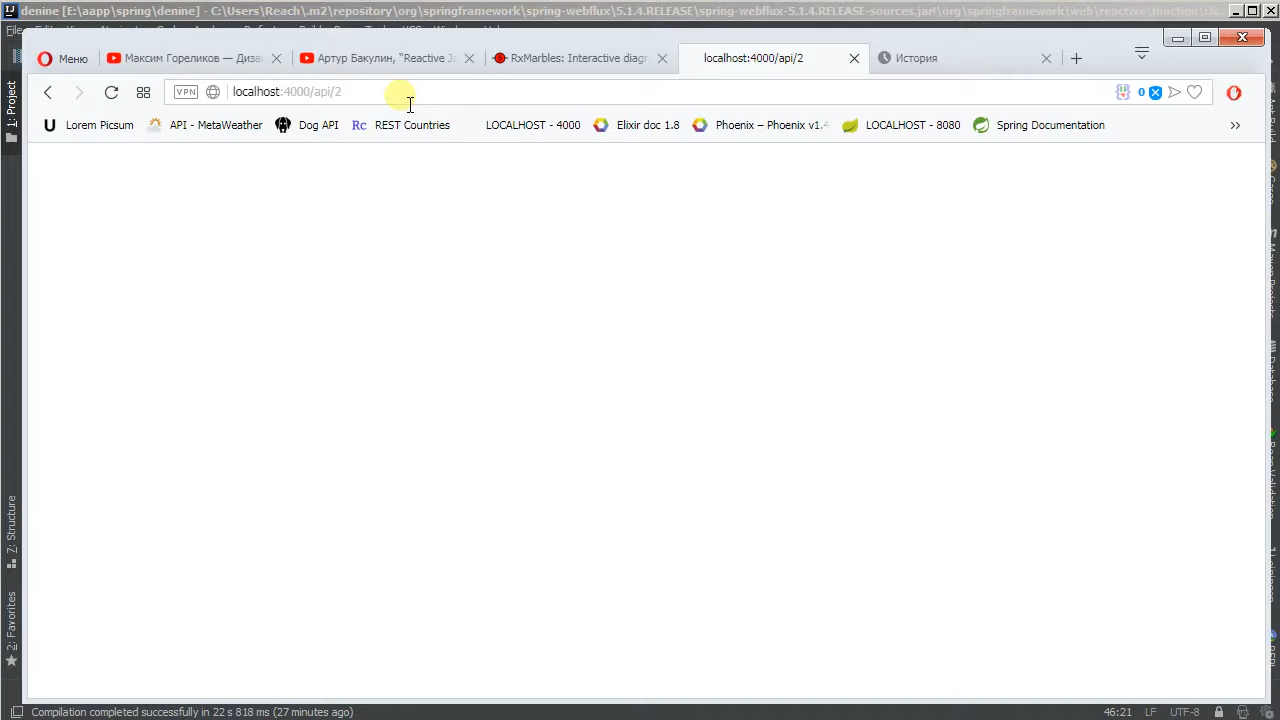 denine [E:\aapp\spring\denine] - C:\Users\Reach\.m2\repository\org\springframework\spring-webflux\5.1.4.RELEASE\spring-webflux-5.1.4.RELEASE-sources.jar!\org\springframework\web\reactive\function\
Меню
Максим Гореликов — Диза
Артур Бакулин, "Reactive
RxMarbles: Interactive diagr
localhost:4000/api/2
История
VPN
localhost:4000/api/2
0
U Lorem Picsum
API - MetaWeather
Dog API
Rc REST Countries
LOCALHOST - 4000
Elixir doc 1.8
Phoenix – Phoenix v1.4
LOCALHOST - 8080
Spring Documentation
1: Project
Z: Structure
2: Favorites
Compilation completed successfully in 22 s 818 ms (27 minutes ago)
46:21
LF
UTF-8